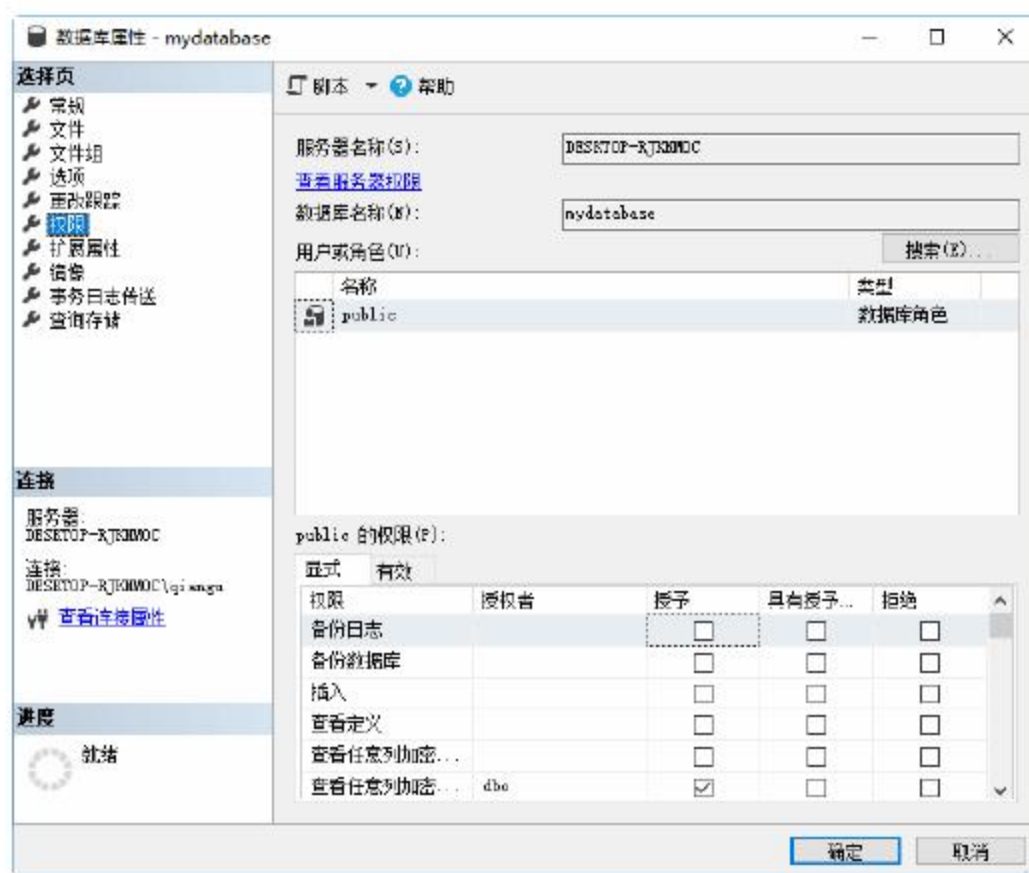 数据库属性 - mydatabase
选择页
常规
文件
文件组
选项
更改跟踪
权限
扩展属性
镜像
事务日志传送
查询存储
连接
服务器:
DESKTOP-RJKHMOC
连接:
查看连接属性
进度
就绪
脚本 帮助
服务器名称(S): DESKTOP-RJKHMOC
查看服务器权限
数据库名称(N): mydatabase
用户或角色(U): 搜索(E)...
名称 类型
public 数据库角色
public 的权限(P):
显式 有效
权限 授权者 授予 具有授予... 拒绝
备份日志
备份数据库
插入
查看定义
查看任意列加密...
查看任意列加密... dbo
确定 取消